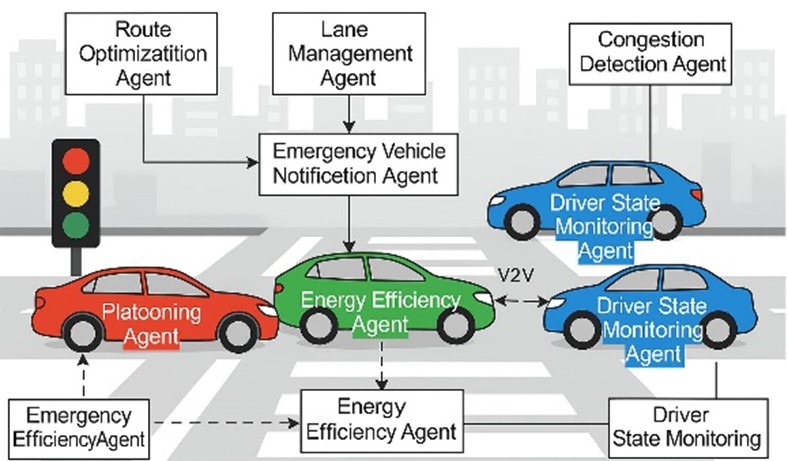 Route
Optimizatition
Agent
Lane
Management
Agent
Congestion
Detection Agent
Emergency Vehicle
Notificetion Agent
Driver State
Monitoring
Agent
V2V
Platooning
Agent
Energy Efficiency
Agent
Driver State
Monitoring
Agent
Emergency
EfficiencyAgent
Energy
Efficiency Agent
Driver
State Monitoring